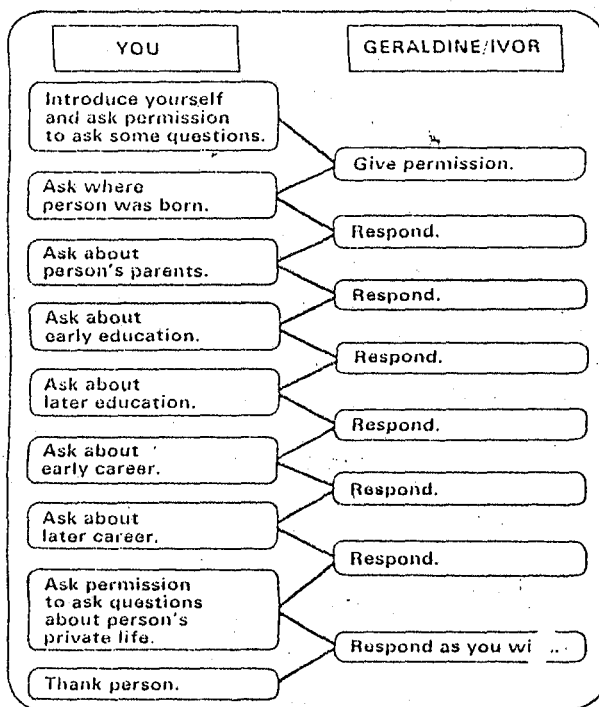 YOU
GERALDINE/IVOR
Introduce yourself
and ask permission
to ask some questions.
Give permission.
Ask where
person was born.
Respond.
Ask about
person's parents.
Respond.
Ask about
early education.
Respond.
Ask about
later education.
Respond.
Ask about
early career.
Respond.
Ask about
later career.
Respond.
Ask permission
to ask questions
about person's
private life.
Respond as you
Thank person.